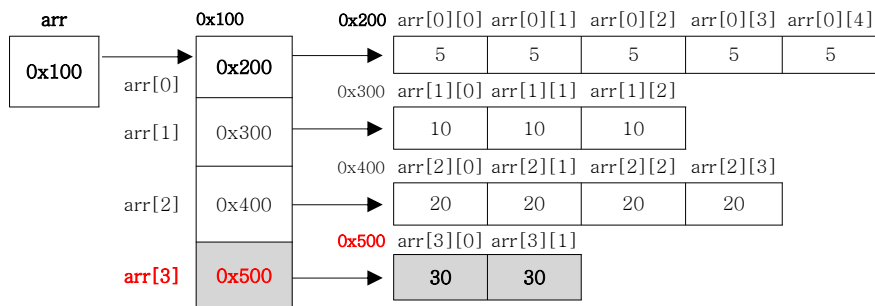 arr 0x100 0x200 arr[0][0] arr[0][1] arr[0][2] arr[0][3] arr[0][4]
0x100 0x200 5 5 5 5 5
arr[0] 0x300 arr[1][0] arr[1][1] arr[1][2]
arr[1] 0x300 10 10 10
0x400 arr[2][0] arr[2][1] arr[2][2] arr[2][3]
arr[2] 0x400 20 20 20 20
0x500 arr[3][0] arr[3][1]
arr[3] 0x500 30 30